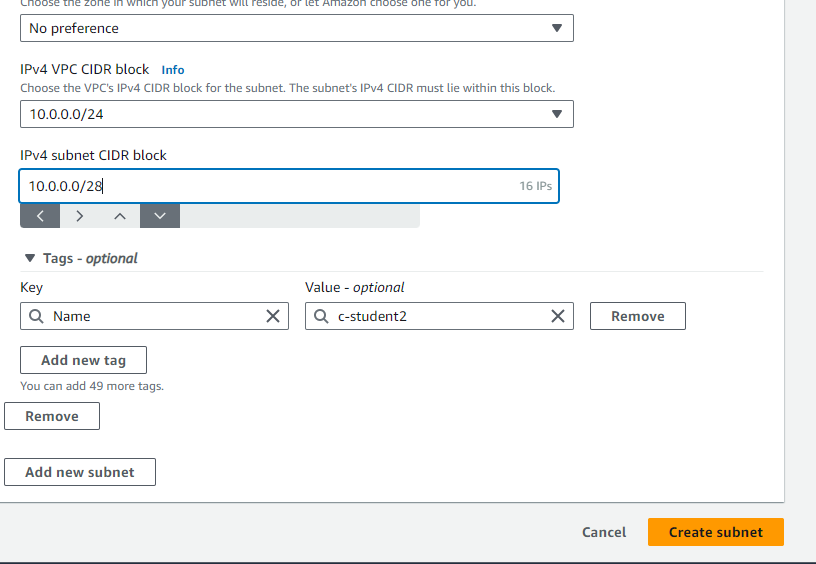 Choose the zone in which your subnet will reside, or let Amazon choose one for you.
No preference
IPv4 VPC CIDR block Info
Choose the VPC's IPv4 CIDR block for the subnet. The subnet's IPv4 CIDR must lie within this block.
10.0.0.0/24
IPv4 subnet CIDR block
10.0.0.0/28 16 IPs
Tags - optional
Key Value - optional
Name c-student2 Remove
Add new tag
You can add 49 more tags.
Remove
Add new subnet
Cancel Create subnet